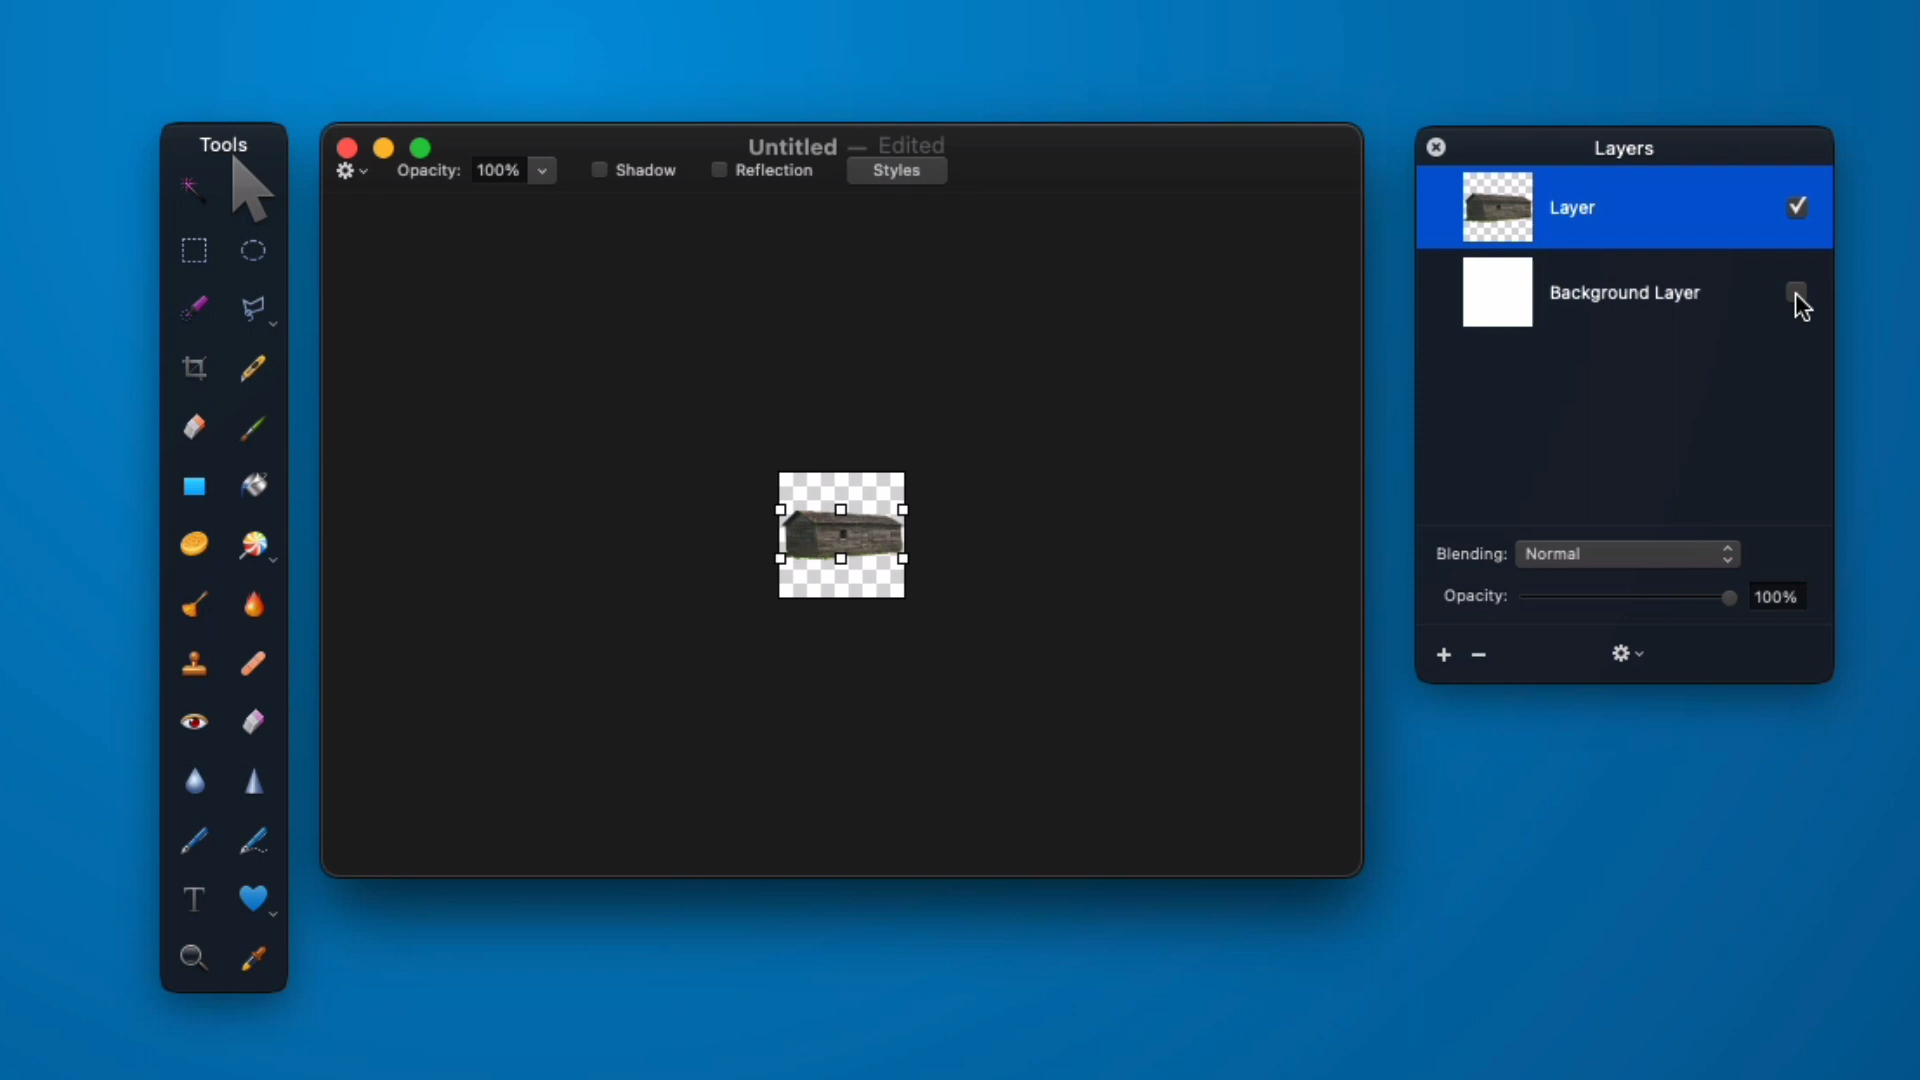 Tools
Untitled — Edited
Opacity: 100% Shadow Reflection Styles
Layers
Layer
Background Layer
Blending: Normal
Opacity: 100%